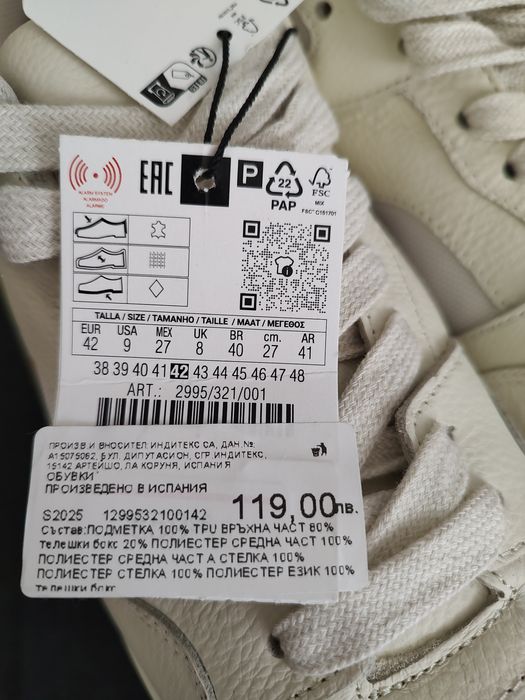 ALARM SYSTEM
ALARMADO
ALARME
EAC
P
22
PAP
FSC
MIX
FSC® C151701
TALLA / SIZE / TAMANHO / TAILLE / MAAT / ΜΕΓΕΘΟΣ
EUR USA MEX UK BR cm. AR
42 9 27 8 40 27 41
38 39 40 41 42 43 44 45 46 47 48
ART.: 2995/321/001
ПРОИЗВ.И ВНОСИТЕЛ ИНДИТЕКС СА, ДАН.№:
A15075062, БУЛ. ДИПУТАСИОН, СГР.ИНДИТЕКС,
15142 АРТЕЙШО, ЛА КОРУНЯ, ИСПАНИЯ
ОБУВКИ
ПРОИЗВЕДЕНО В ИСПАНИЯ
119,00лв.
S2025 1299532100142
Състав:ПОДМЕТКА 100% TPU ВРЪХНА ЧАСТ 80%
телешки бокс 20% ПОЛИЕСТЕР СРЕДНА ЧАСТ 100%
ПОЛИЕСТЕР СРЕДНА ЧАСТ А СТЕЛКА 100%
ПОЛИЕСТЕР СТЕЛКА 100% ПОЛИЕСТЕР ЕЗИК 100%
телешки бокс